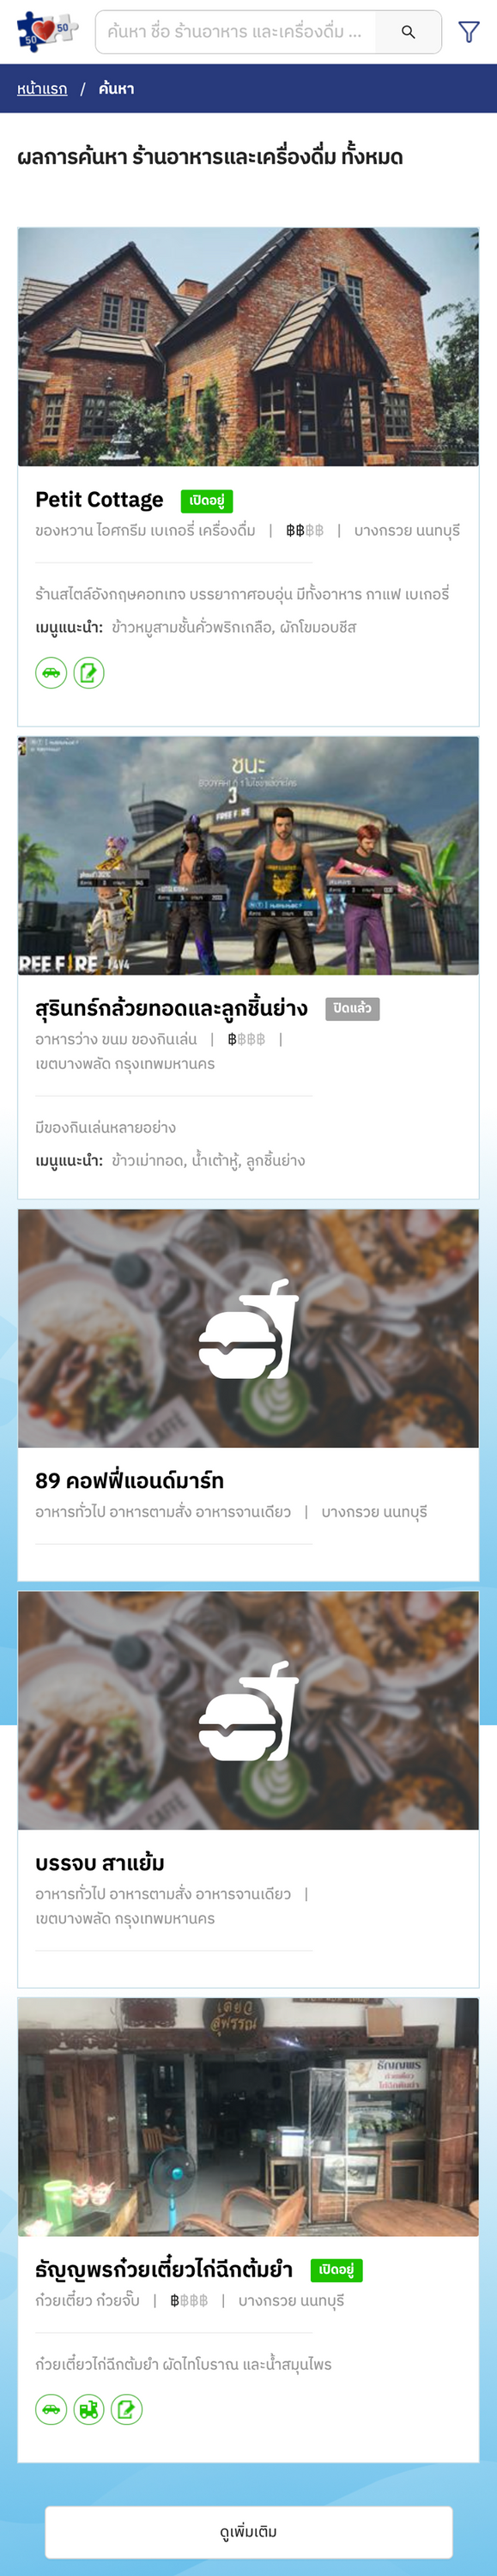 50
50
ค้นหา ชื่อ ร้านอาหาร และเครื่องดื่ม ...
หน้าแรก / ค้นหา
ผลการค้นหา ร้านอาหารและเครื่องดื่ม ทั้งหมด
Petit Cottage เปิดอยู่
ของหวาน ไอศกรีม เบเกอรี่ เครื่องดื่ม | ฿฿฿฿ | บางกรวย นนทบุรี
ร้านสไตล์อังกฤษคอทเทจ บรรยากาศอบอุ่น มีทั้งอาหาร กาแฟ เบเกอรี่
เมนูแนะนำ: ข้าวหมูสามชั้นคั่วพริกเกลือ, ผักโขมอบชีส
ชนะ
3
FREE FIRE
REE FIRE
สุรินทร์กล้วยทอดและลูกชิ้นย่าง ปิดแล้ว
อาหารว่าง ขนม ของกินเล่น | ฿฿฿฿ |
เขตบางพลัด กรุงเทพมหานคร
มีของกินเล่นหลายอย่าง
เมนูแนะนำ: ข้าวเม่าทอด, น้ำเต้าหู้, ลูกชิ้นย่าง
CAFE
89 คอฟฟี่แอนด์มาร์ท
อาหารทั่วไป อาหารตามสั่ง อาหารจานเดียว | บางกรวย นนทบุรี
CAFE
บรรจบ สาแย้ม
อาหารทั่วไป อาหารตามสั่ง อาหารจานเดียว |
เขตบางพลัด กรุงเทพมหานคร
สุพรรณ
ธัญญพร
ธัญญพรก๋วยเตี๋ยวไก่ฉีกต้มยำ เปิดอยู่
ก๋วยเตี๋ยว ก๋วยจั๊บ | ฿฿฿฿ | บางกรวย นนทบุรี
ก๋วยเตี๋ยวไก่ฉีกต้มยำ ผัดไทโบราณ และน้ำสมุนไพร
ดูเพิ่มเติม